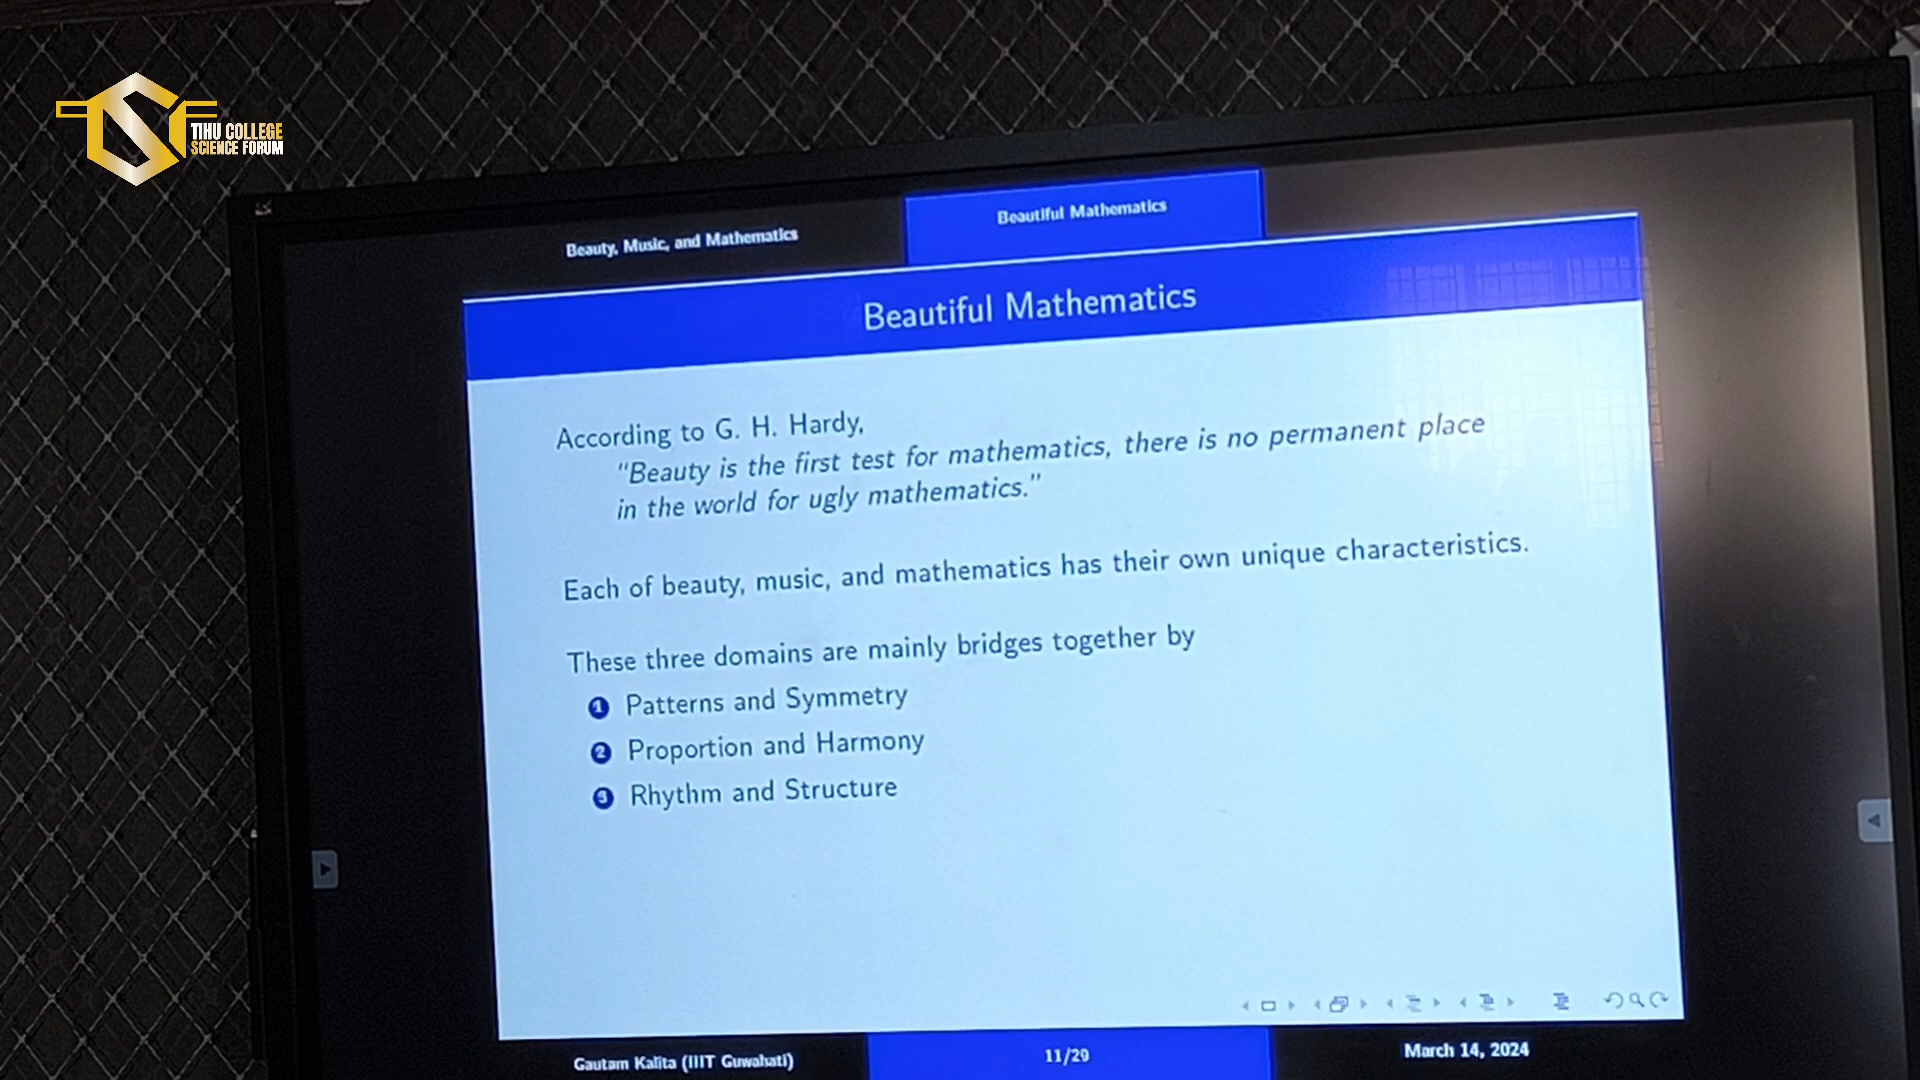 TIHU COLLEGE
SCIENCE FORUM
Beauty, Music, and Mathematics
Beautiful Mathematics
Beautiful Mathematics
According to G. H. Hardy,
"Beauty is the first test for mathematics, there is no permanent place
in the world for ugly mathematics."
Each of beauty, music, and mathematics has their own unique characteristics.
These three domains are mainly bridges together by
1 Patterns and Symmetry
2 Proportion and Harmony
3 Rhythm and Structure
Gautam Kalita (IIIT Guwahati)
11/29
March 14, 2024